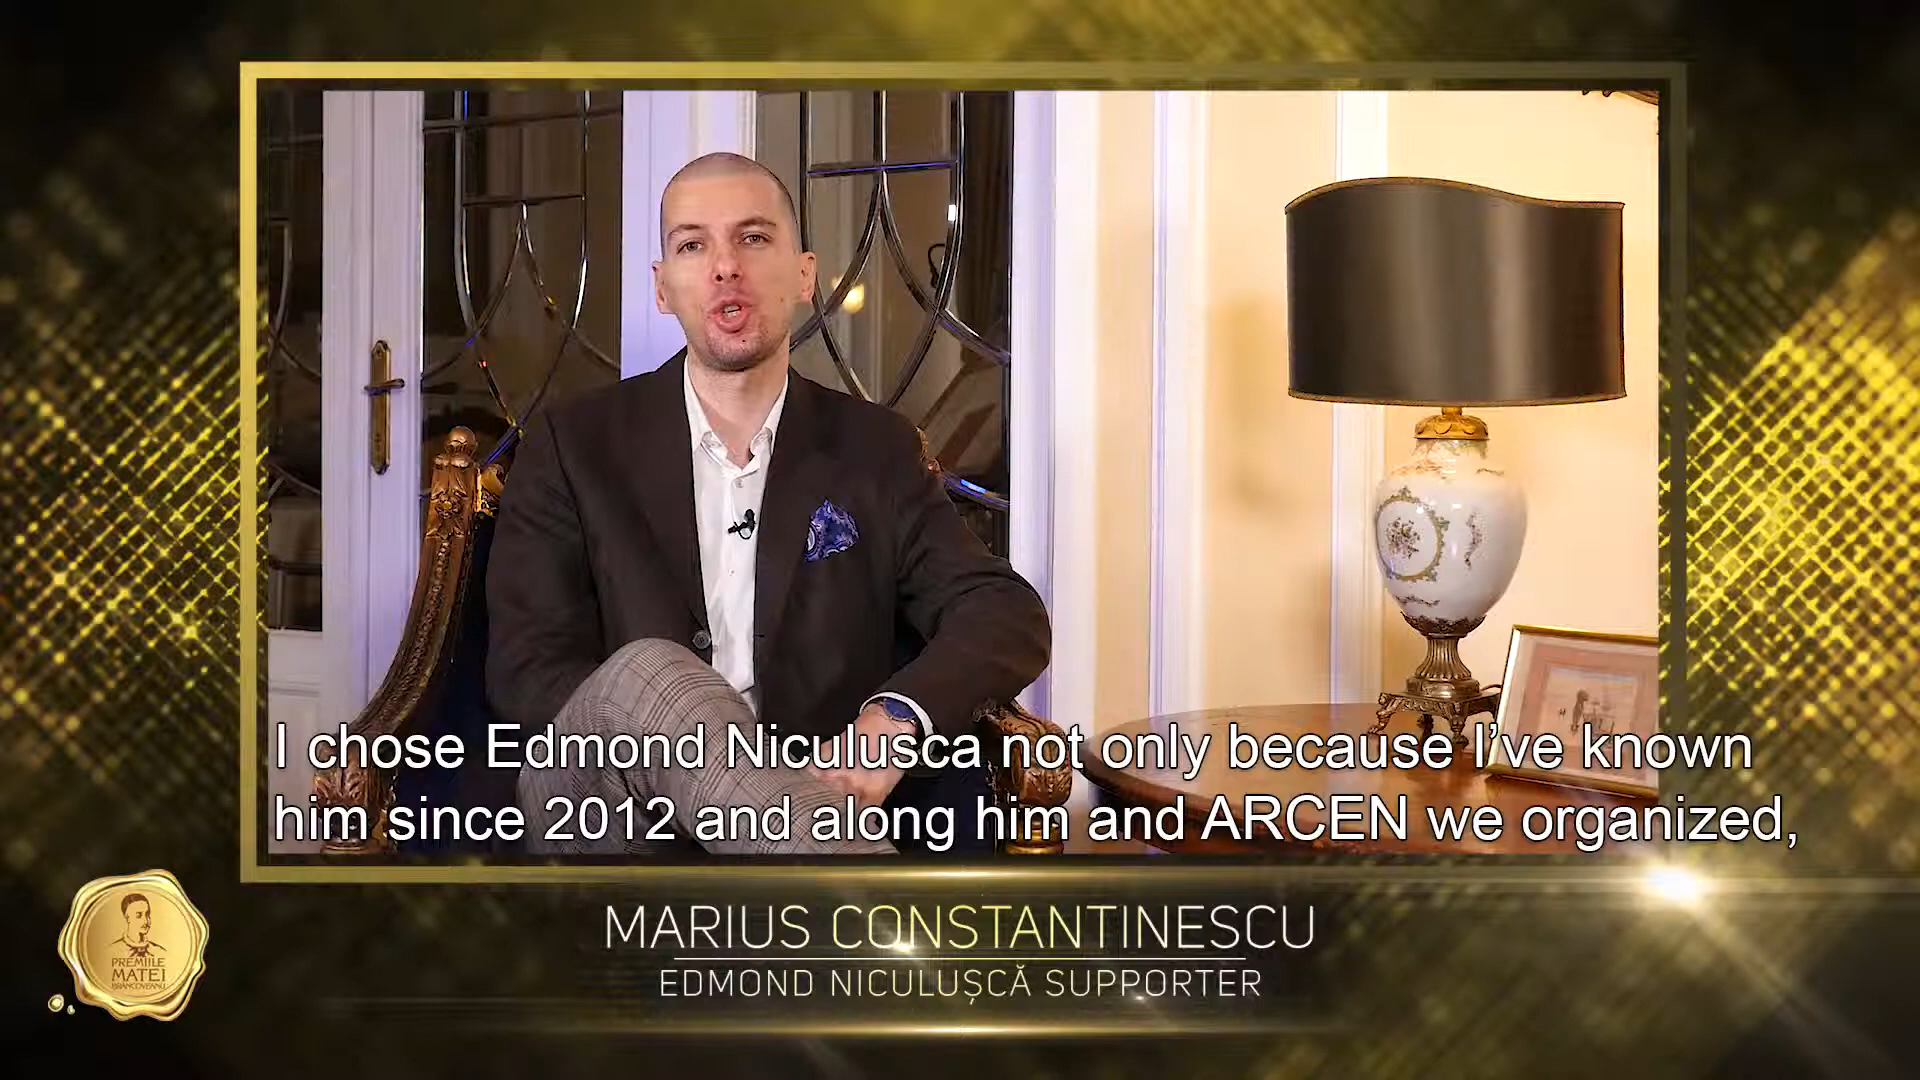 I chose Edmond Niculusca not only because I've known
him since 2012 and along him and ARCEN we organized,
MARIUS CONSTANTINESCU
EDMOND NICULUȘCĂ SUPPORTER
PREMIILE
MATEI
BRÂNCOVEANU